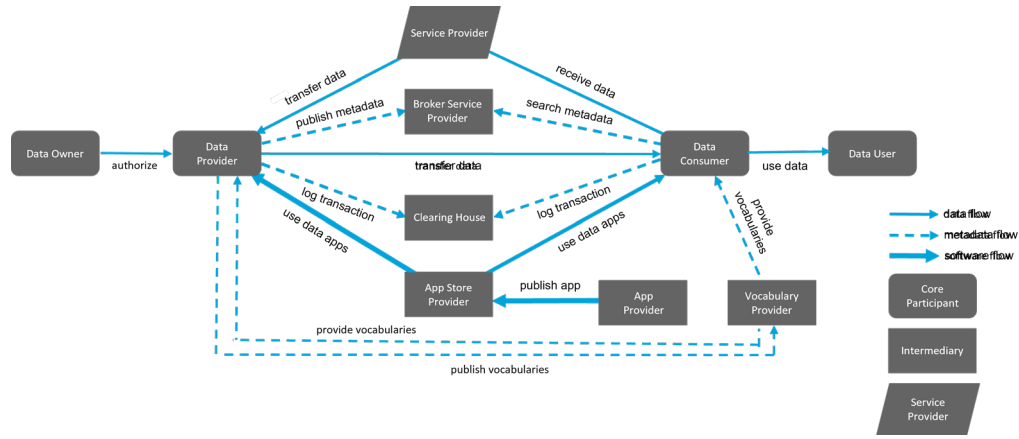 Service Provider
transfer data
receive data
publish metadata
Broker Service
Provider
search metadata
Data Owner
authorize
Data
Provider
transfer data
Data
Consumer
use data
Data User
log transaction
Clearing House
log transaction
use data apps
use data apps
provide
vocabularies
App Store
Provider
publish app
App
Provider
Vocabulary
Provider
provide vocabularies
publish vocabularies
data flow
metadata flow
software flow
Core
Participant
Intermediary
Service
Provider